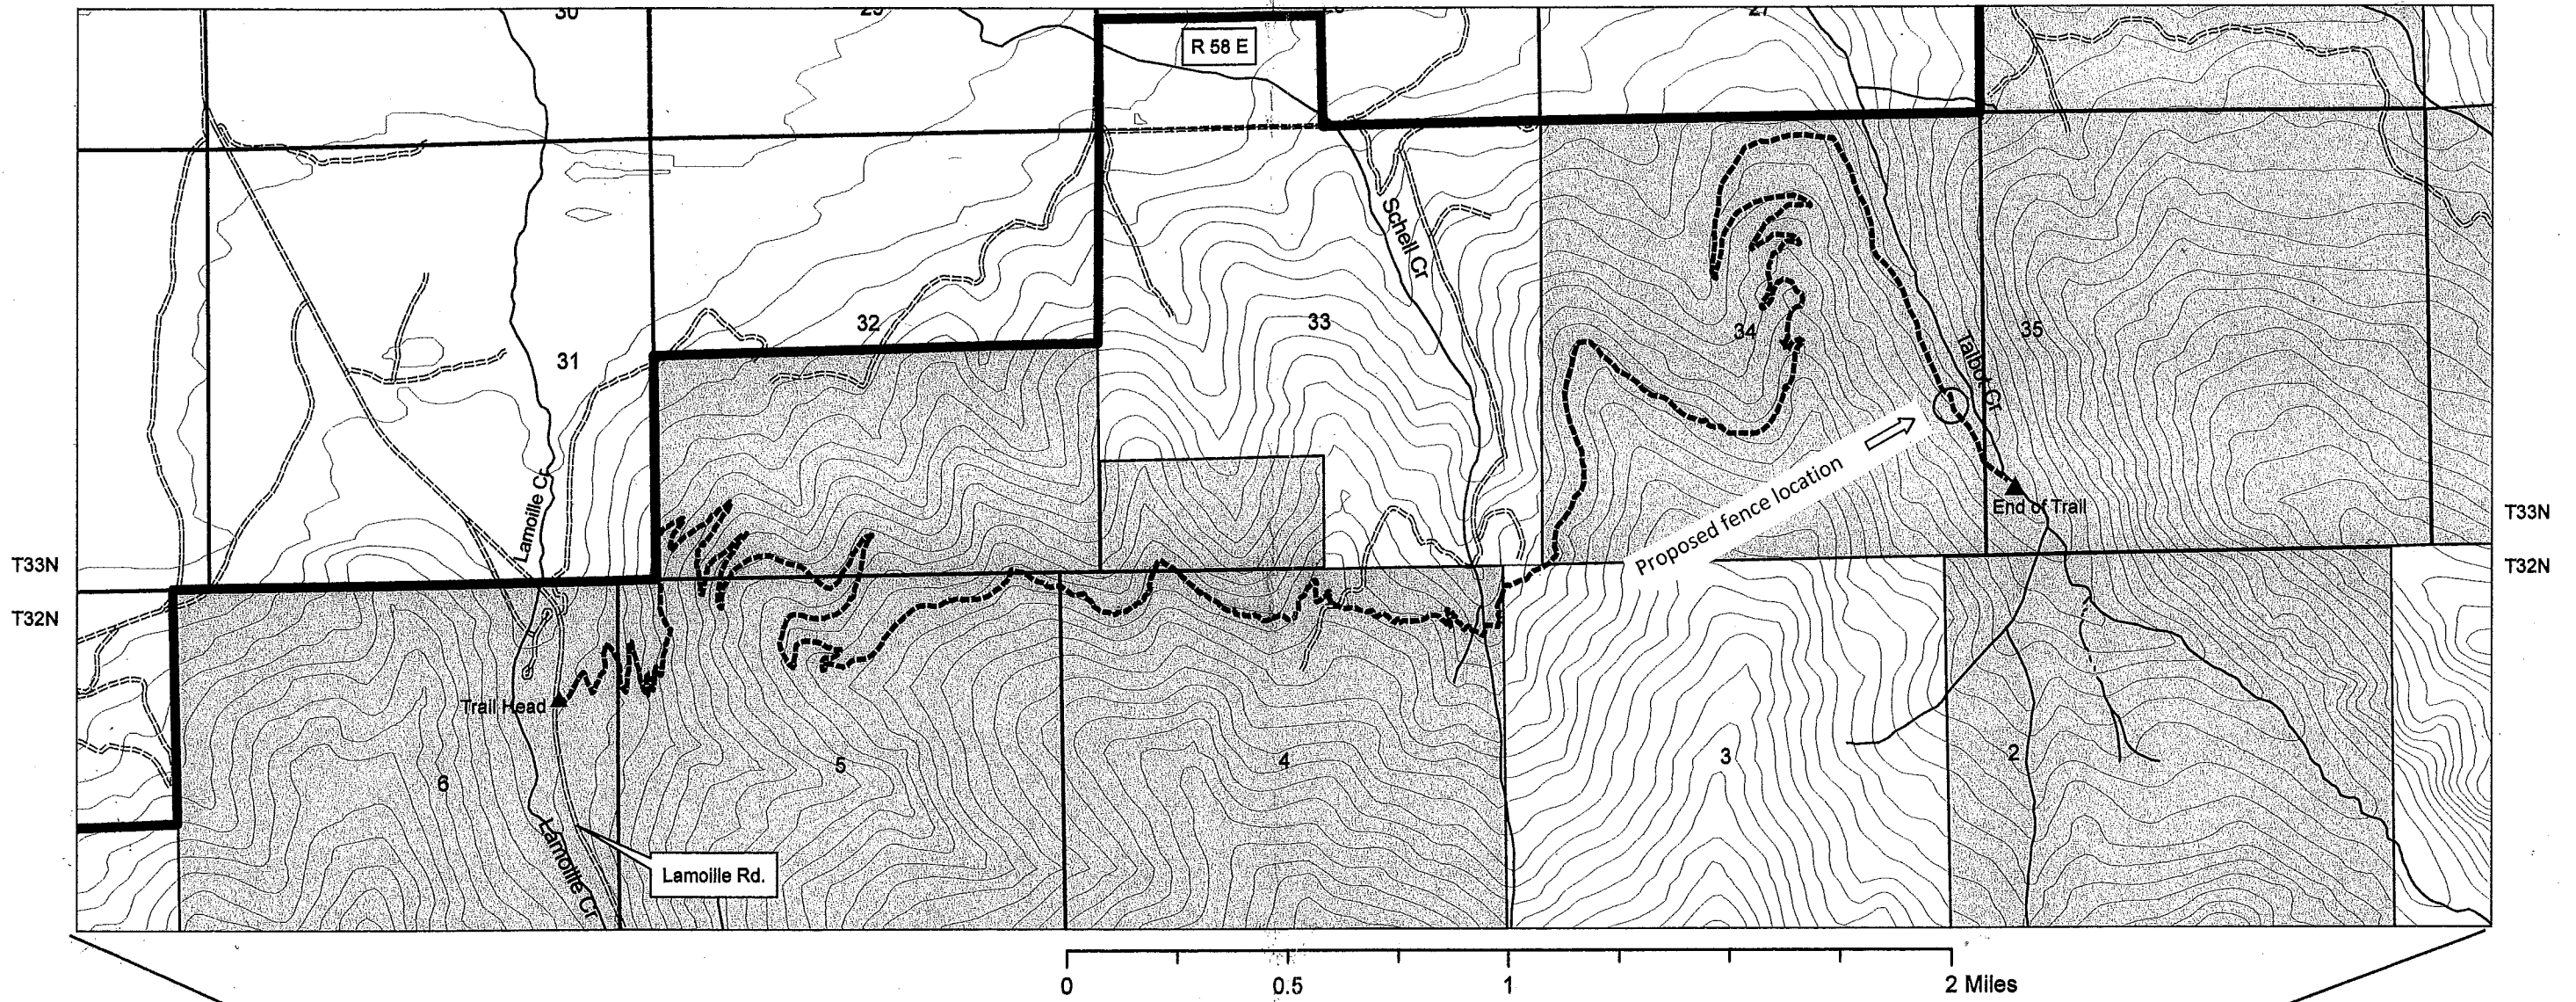 30
29
27
R 58 E
Schell Cr
32
33
34
35
31
Talbot Cr
Lamoille Cr
Proposed fence location
End of Trail
T33N
T33N
T32N
T32N
Trail Head
6
5
4
3
2
Lamoille Cr
Lamoille Rd.
0
0.5
1
2 Miles